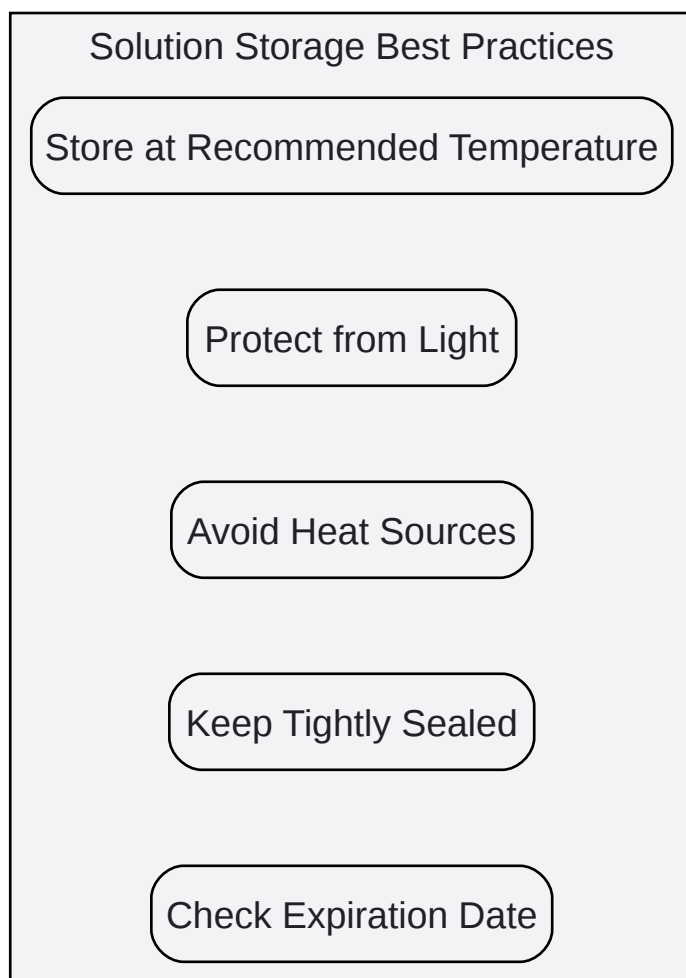 Solution Storage Best Practices
Store at Recommended Temperature
Protect from Light
Avoid Heat Sources
Keep Tightly Sealed
Check Expiration Date